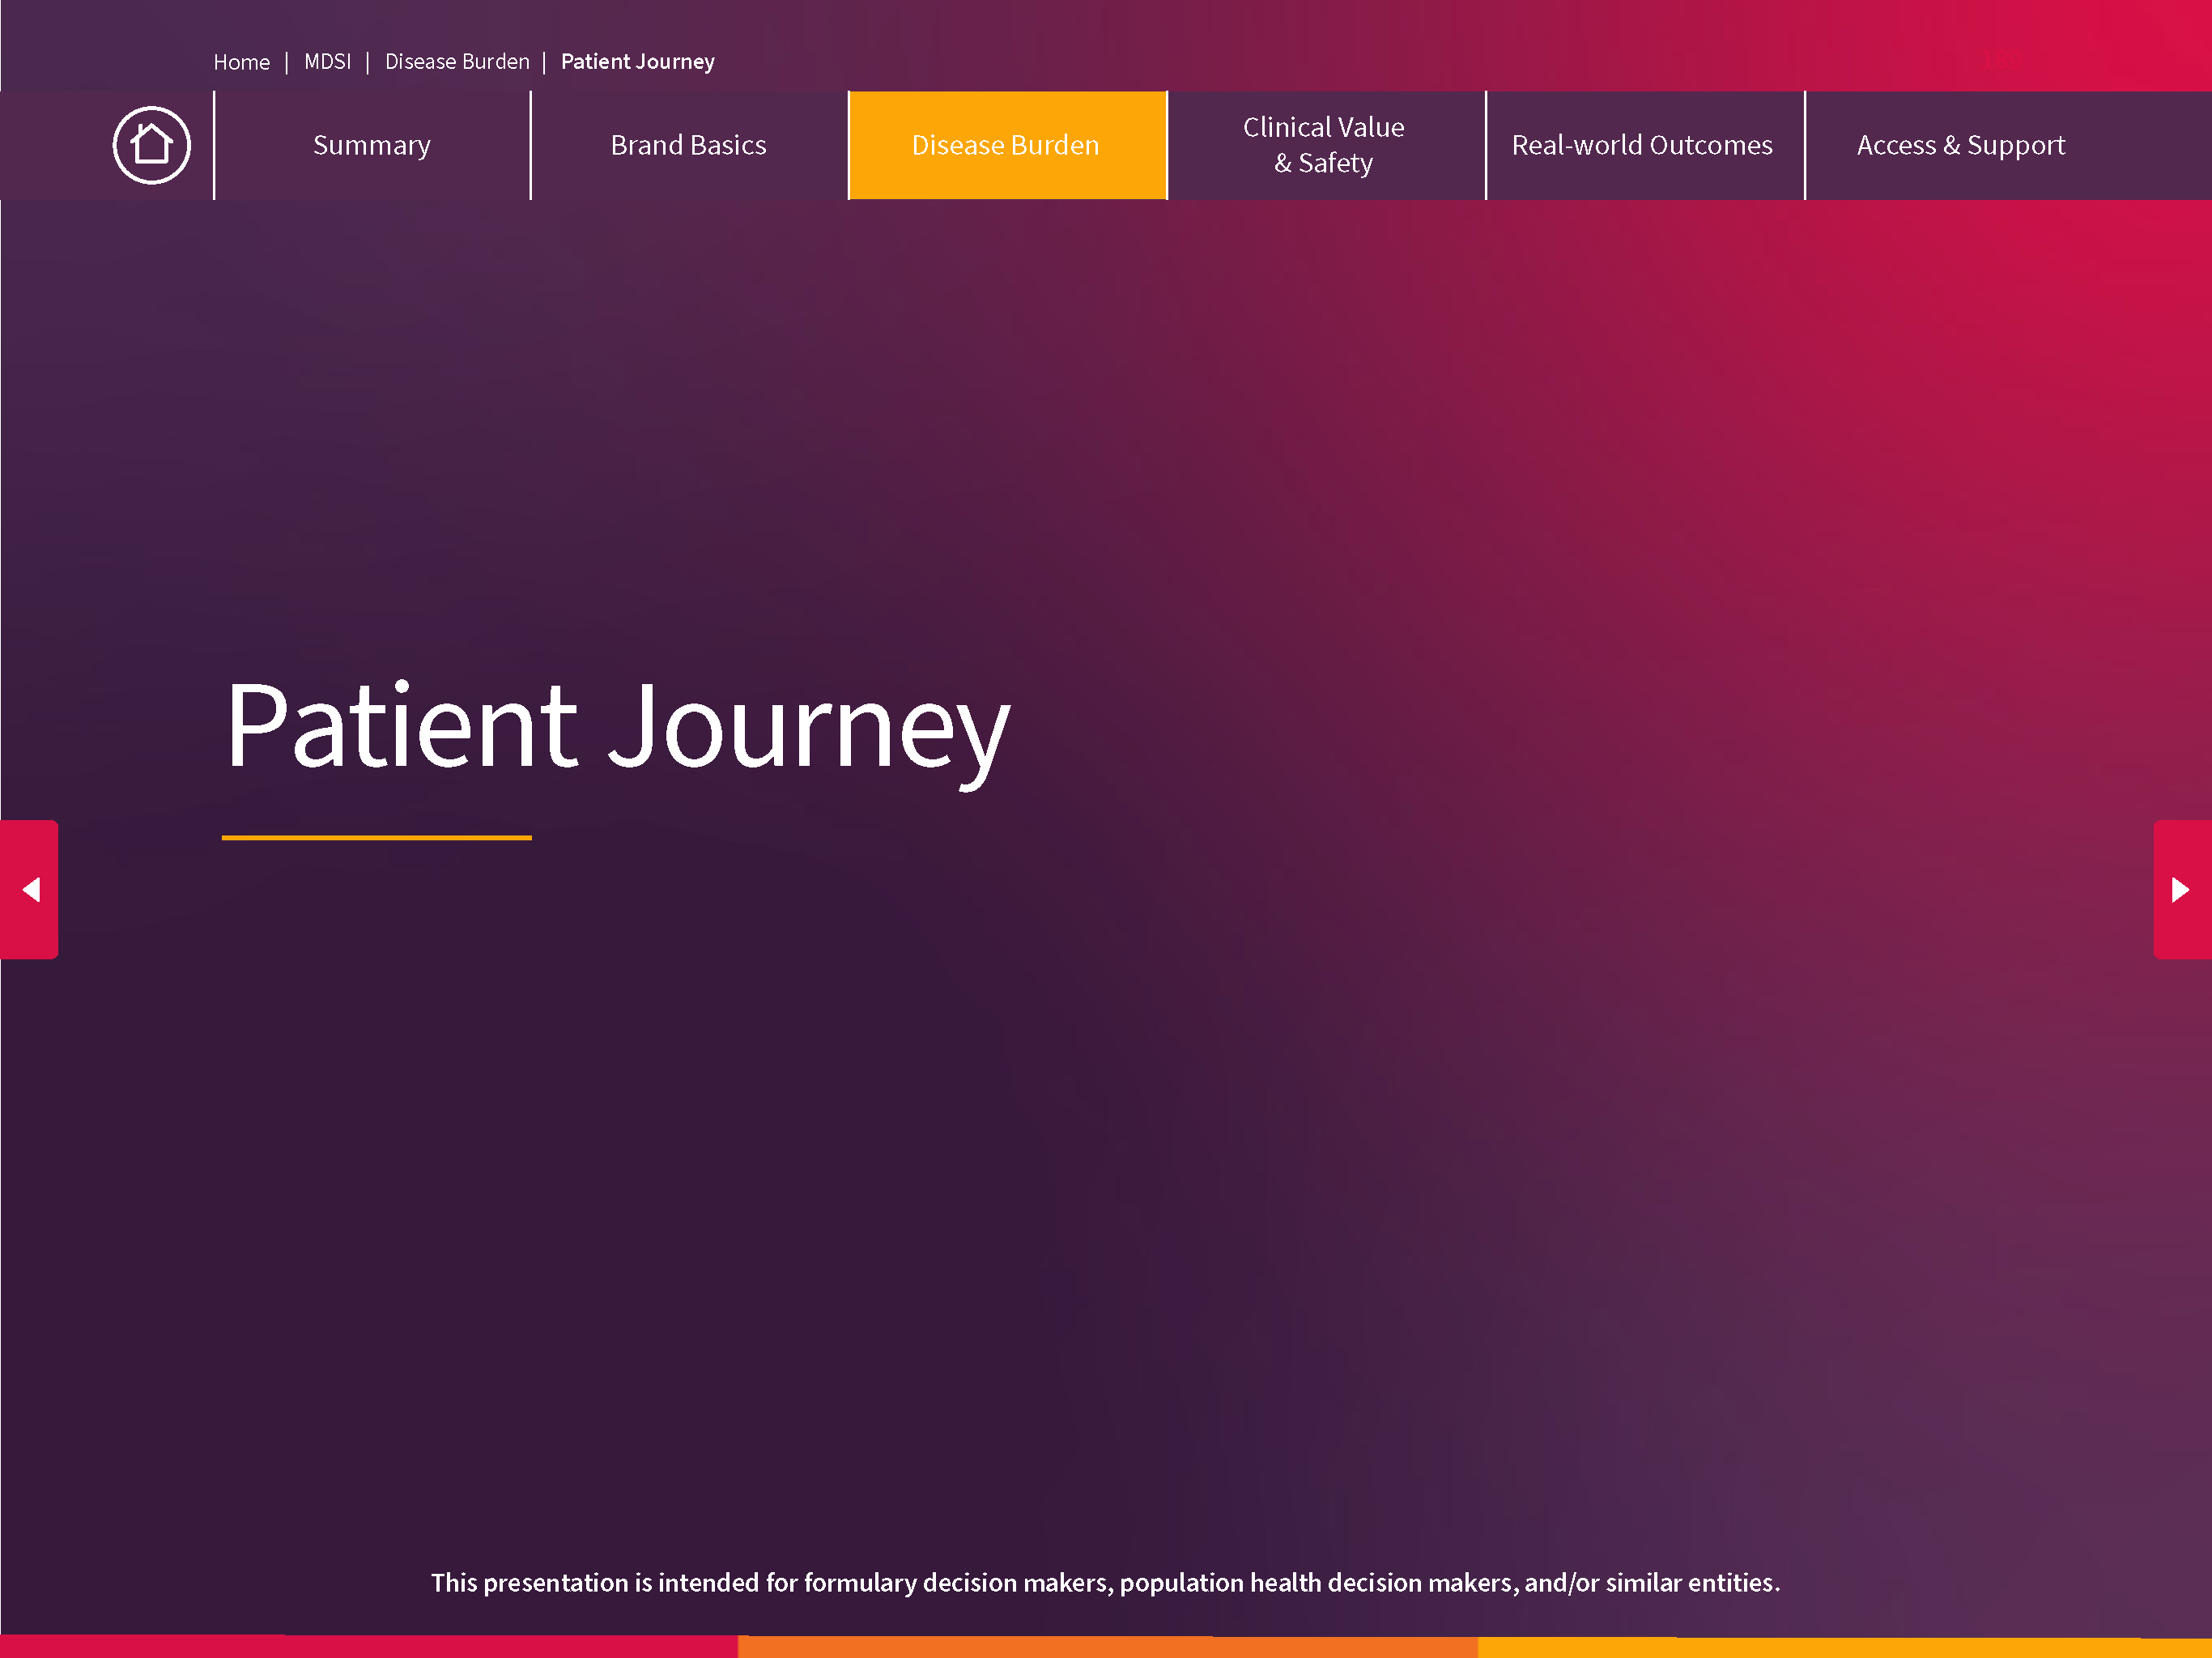 Home | MDSI | Disease Burden | Patient Journey
Summary
Brand Basics
Disease Burden
Clinical Value
& Safety
Real-world Outcomes
Access & Support
Patient Journey
This presentation is intended for formulary decision makers, population health decision makers, and/or similar entities.